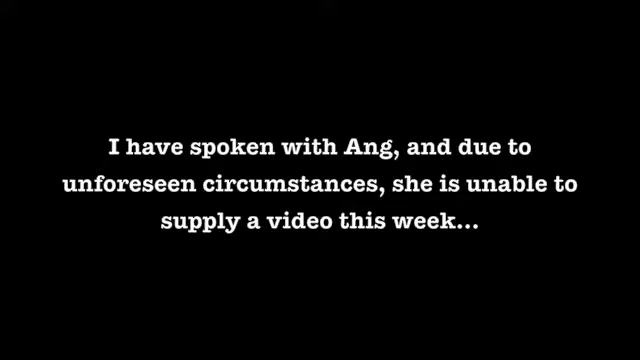 I have spoken with Ang, and due to
unforeseen circumstances, she is unable to
supply a video this week...